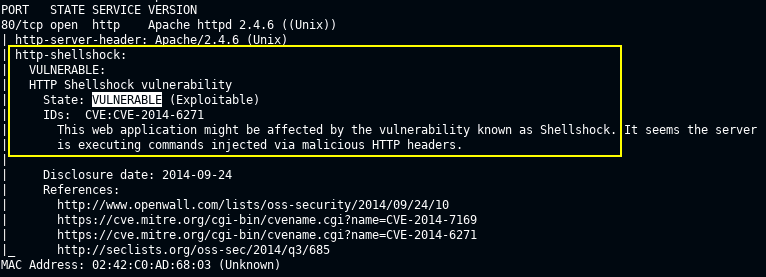 PORT   STATE SERVICE VERSION
80/tcp open  http    Apache httpd 2.4.6 ((Unix))
| http-server-header: Apache/2.4.6 (Unix)
| http-shellshock:
|   VULNERABLE:
|   HTTP Shellshock vulnerability
|     State: VULNERABLE (Exploitable)
|     IDs:  CVE:CVE-2014-6271
|       This web application might be affected by the vulnerability known as Shellshock. It seems the server
|       is executing commands injected via malicious HTTP headers.
|
|     Disclosure date: 2014-09-24
|     References:
|       http://www.openwall.com/lists/oss-security/2014/09/24/10
|       https://cve.mitre.org/cgi-bin/cvename.cgi?name=CVE-2014-7169
|       https://cve.mitre.org/cgi-bin/cvename.cgi?name=CVE-2014-6271
|_      http://seclists.org/oss-sec/2014/q3/685
MAC Address: 02:42:C0:AD:68:03 (Unknown)